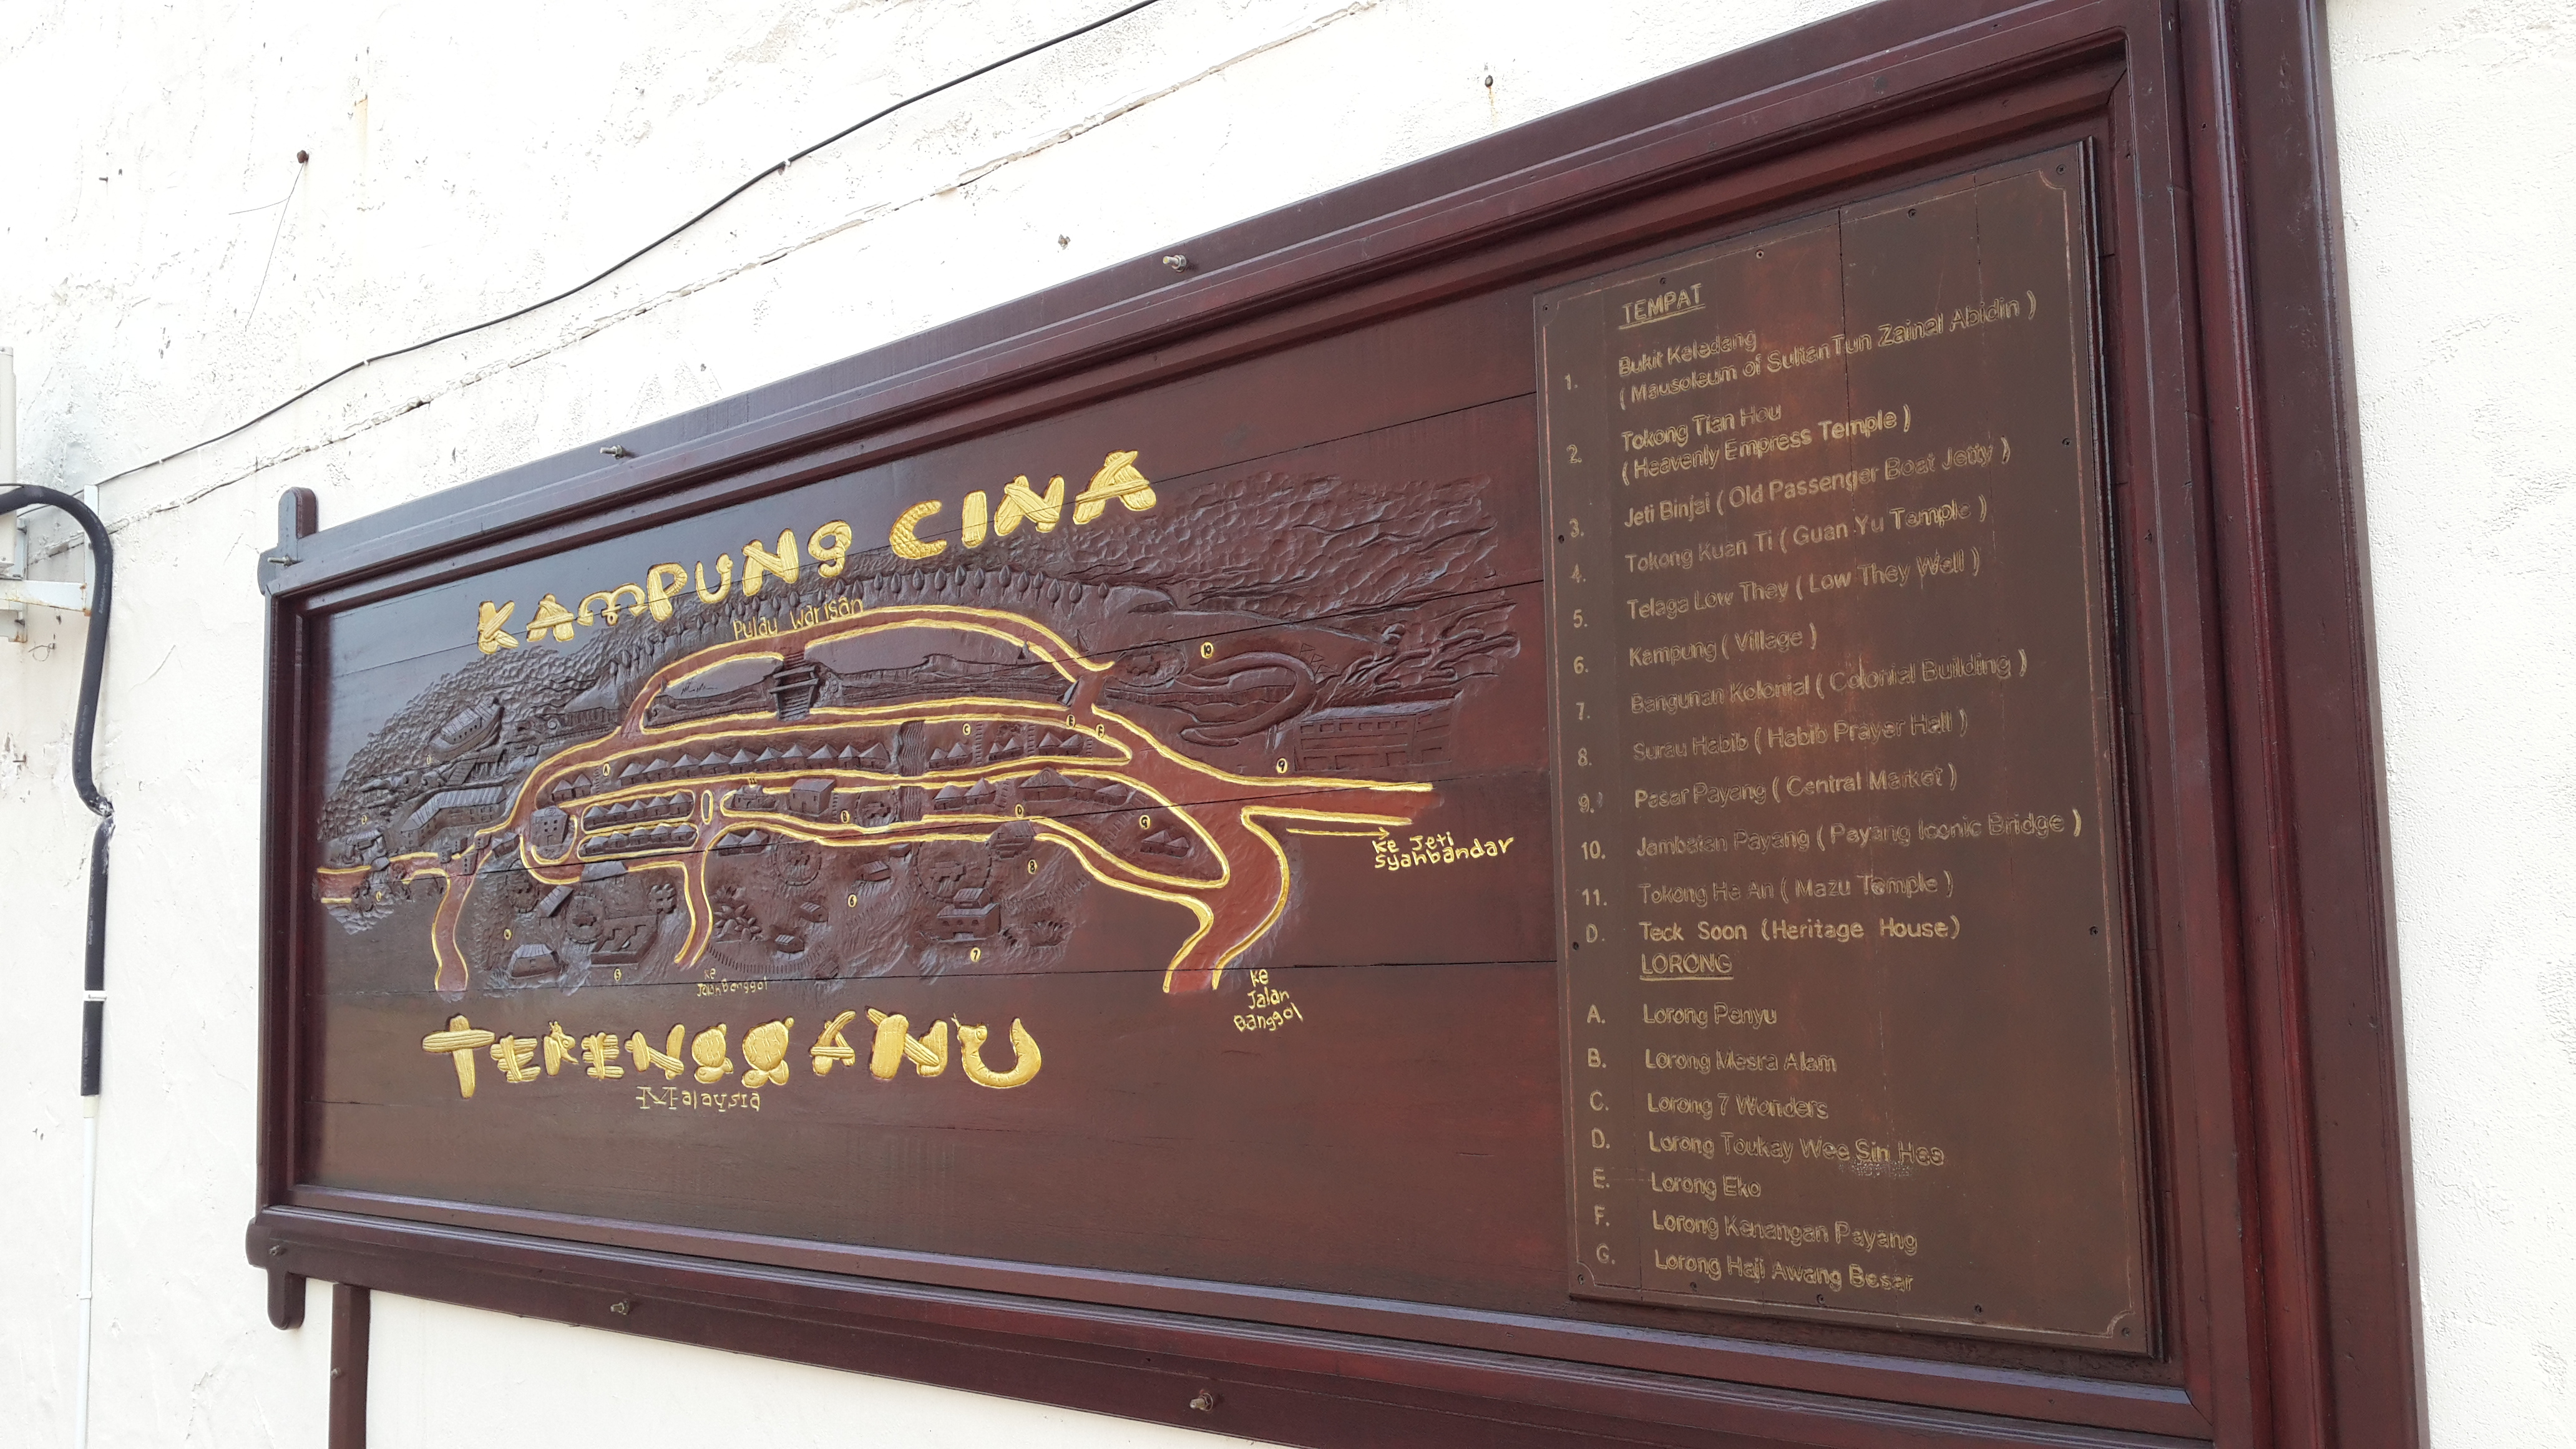 KAMPUNG CINA
Pulau Warisan
ke Jeti
Syahbandar
ke
Jalan Banggol
ke
Jalan
Banggol
TERENGGANU
Malaysia
TEMPAT
1. Bukit Keledang
( Mausoleum of Sultan Tun Zainal Abidin )
2. Tokong Tian Hou
( Heavenly Empress Temple )
3. Jeti Binjai ( Old Passenger Boat Jetty )
4. Tokong Kuan Ti ( Guan Yu Temple )
5. Telaga Low They ( Low They Well )
6. Kampung ( Village )
7. Bangunan Kolonial ( Colonial Building )
8. Surau Habib ( Habib Prayer Hall )
9. Pasar Payang ( Central Market )
10. Jambatan Payang ( Payang Iconic Bridge )
11. Tokong He An ( Mazu Temple )
D. Teck Soon (Heritage House)
LORONG
A. Lorong Penyu
B. Lorong Mesra Alam
C. Lorong 7 Wonders
D. Lorong Toukay Wee Sin Hee
E. Lorong Eko
F. Lorong Kenangan Payang
G. Lorong Haji Awang Besar